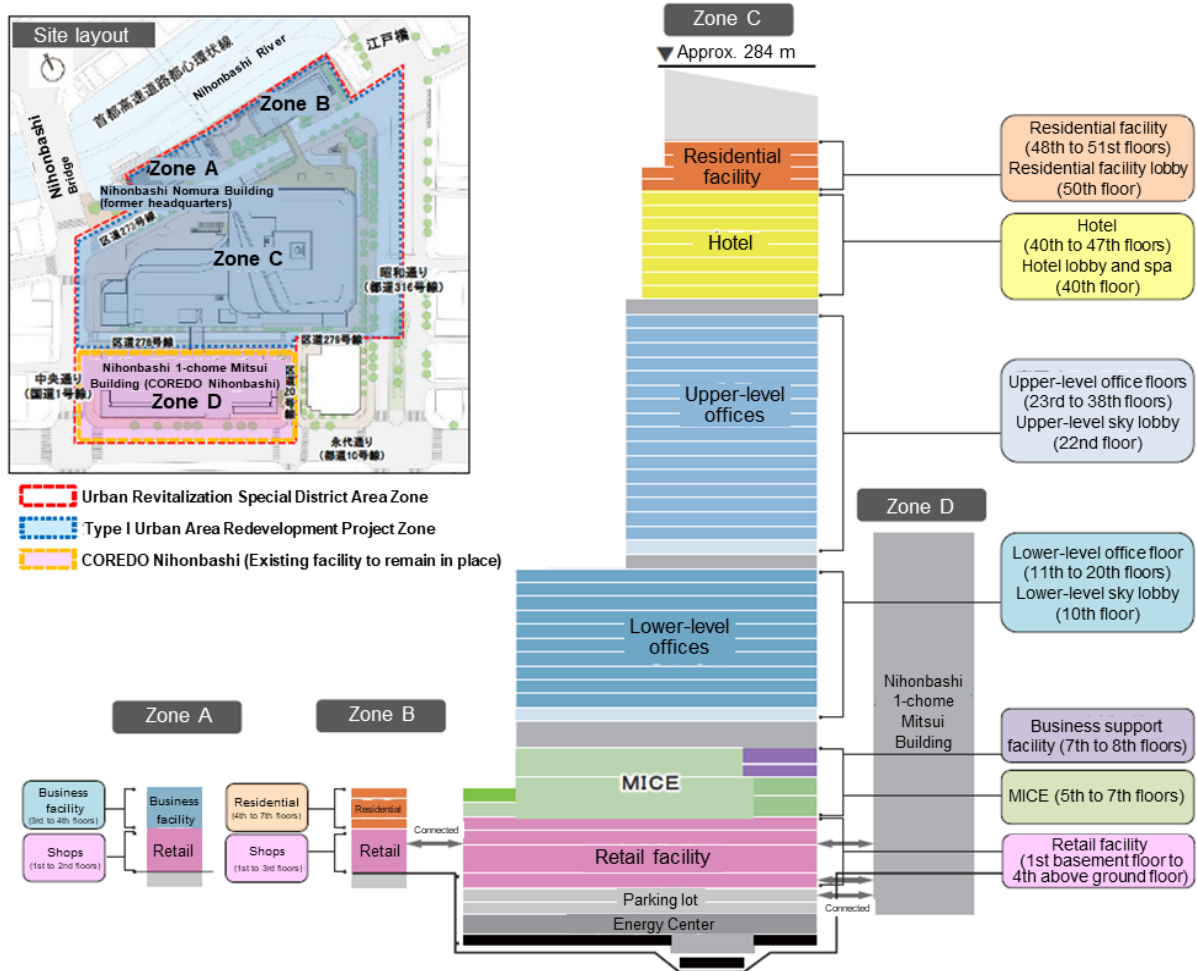 Site layout
首都高速道路都心環状線
Nihonbashi River
江戸橋
Nihonbashi
Bridge
Zone B
Zone A
Nihonbashi Nomura Building
(former headquarters)
区道273号線
Zone C
昭和通り
(都道316号線)
区道278号線
区道279号線
中央通り
(国道1号線)
Nihonbashi 1-chome Mitsui
Building (COREDO Nihonbashi)
Zone D
永代通り
(都道10号線)
Urban Revitalization Special District Area Zone
Type I Urban Area Redevelopment Project Zone
COREDO Nihonbashi (Existing facility to remain in place)
Zone C
Approx. 284 m
Residential
facility
Hotel
Upper-level
offices
Lower-level
offices
MICE
Retail facility
Parking lot
Energy Center
Residential facility
(48th to 51st floors)
Residential facility lobby
(50th floor)
Hotel
(40th to 47th floors)
Hotel lobby and spa
(40th floor)
Upper-level office floors
(23rd to 38th floors)
Upper-level sky lobby
(22nd floor)
Zone D
Nihonbashi
1-chome
Mitsui
Building
Lower-level office floor
(11th to 20th floors)
Lower-level sky lobby
(10th floor)
Business support
facility (7th to 8th floors)
MICE (5th to 7th floors)
Retail facility
(1st basement floor to
4th above ground floor)
Connected
Zone A
Business
facility
(3rd to 4th floors)
Shops
(1st to 2nd floors)
Business
facility
Retail
Zone B
Residential
(4th to 7th floors)
Shops
(1st to 3rd floors)
Residential
Retail
Connected